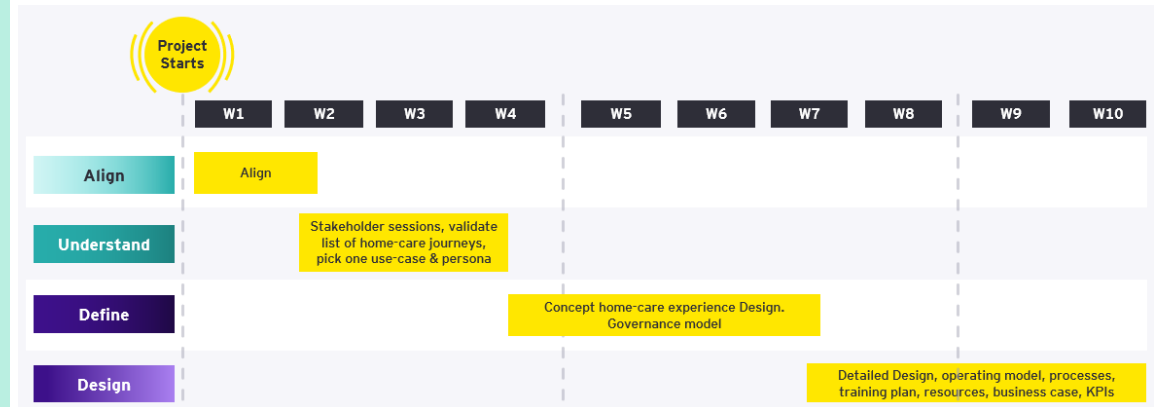 Project
Starts
W1 W2 W3 W4 W5 W6 W7 W8 W9 W10
Align
Align
Understand
Stakeholder sessions, validate
list of home-care journeys,
pick one use-case & persona
Define
Concept home-care experience Design.
Governance model
Design
Detailed Design, operating model, processes,
training plan, resources, business case, KPIs